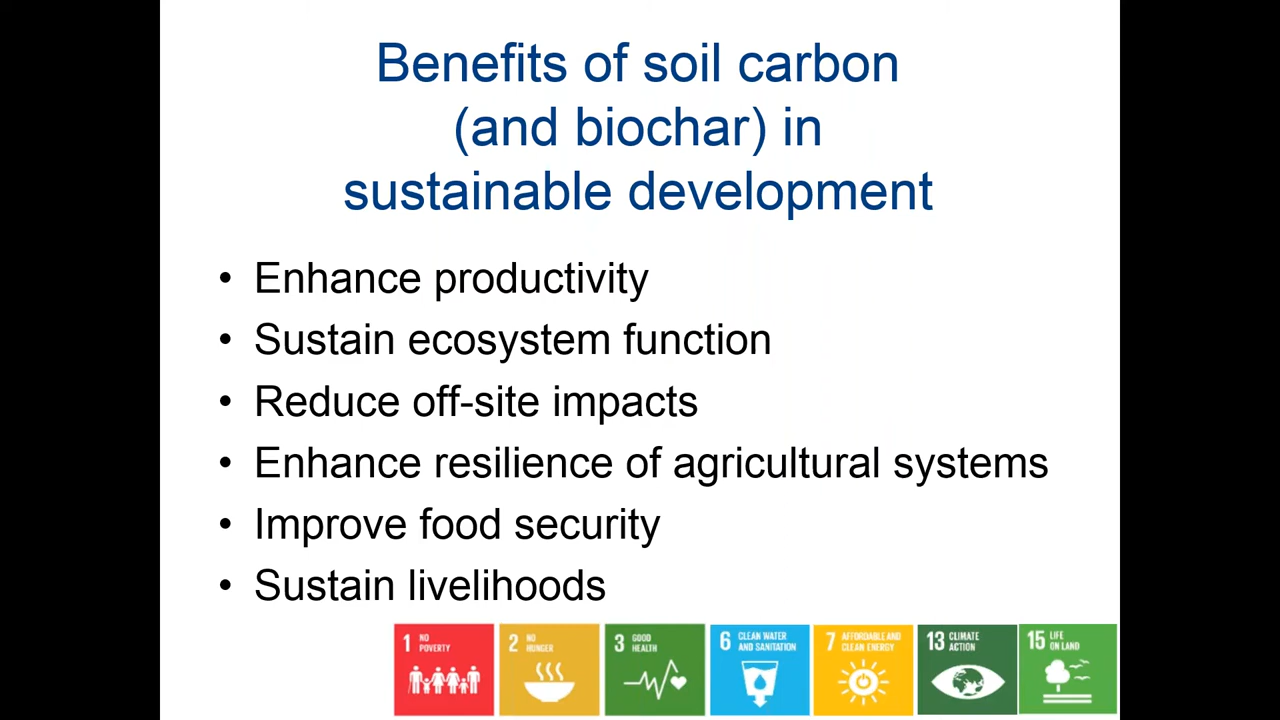 Benefits of soil carbon
(and biochar) in
sustainable development
• Enhance productivity
• Sustain ecosystem function
• Reduce off-site impacts
• Enhance resilience of agricultural systems
• Improve food security
• Sustain livelihoods
1 NO
POVERTY
2 NO
HUNGER
3 GOOD
HEALTH
6 CLEAN WATER
AND SANITATION
7 AFFORDABLE AND
CLEAN ENERGY
13 CLIMATE
ACTION
15 LIFE
ON LAND